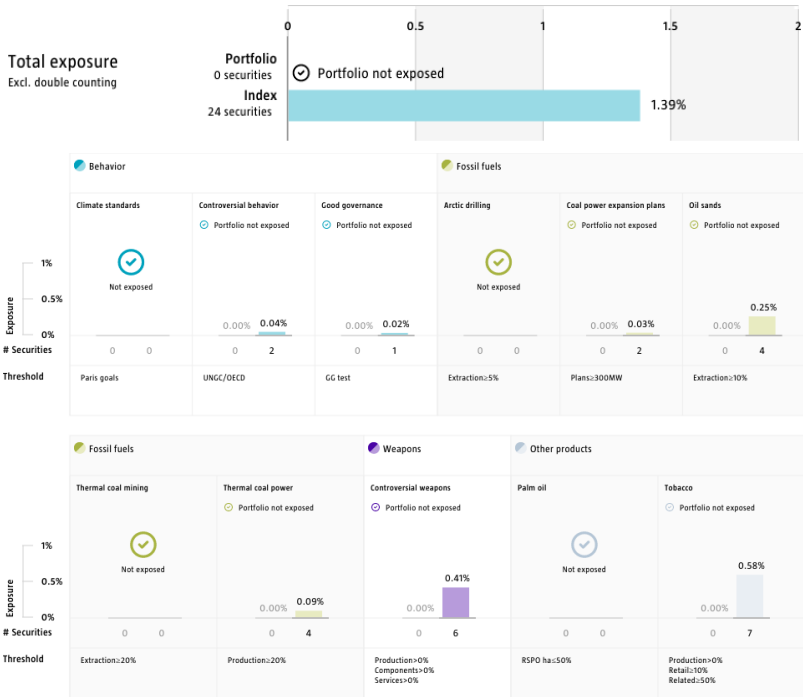 0 0.5 1 1.5 2
Total exposure
Excl. double counting
Portfolio
0 securities
Portfolio not exposed
Index
24 securities
1.39%
Behavior Fossil fuels
Climate standards Controversial behavior Good governance Arctic drilling Coal power expansion plans Oil sands
Portfolio not exposed Portfolio not exposed Portfolio not exposed Portfolio not exposed
Not exposed Not exposed
Exposure
1%
0.5%
0%
0.00% 0.04% 0.00% 0.02% 0.00% 0.03% 0.00% 0.25%
# Securities 0 0 0 2 0 1 0 0 0 2 0 4
Threshold Paris goals UNGC/OECD GG test Extraction≥5% Plans≥300MW Extraction≥10%
Fossil fuels Weapons Other products
Thermal coal mining Thermal coal power Controversial weapons Palm oil Tobacco
Portfolio not exposed Portfolio not exposed Portfolio not exposed
Not exposed Not exposed
Exposure
1%
0.5%
0%
0.00% 0.09% 0.00% 0.41% 0.00% 0.58%
# Securities 0 0 0 4 0 6 0 0 0 7
Threshold Extraction≥20% Production≥20% Production>0% RSPO ha≤50% Production>0%
Components>0% Retail≥10%
Services>0% Related≥50%